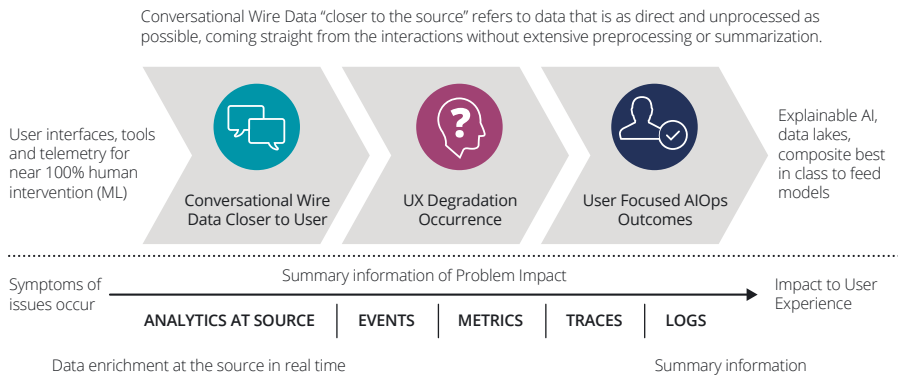 Conversational Wire Data “closer to the source” refers to data that is as direct and unprocessed as
possible, coming straight from the interactions without extensive preprocessing or summarization.
User interfaces, tools
and telemetry for
near 100% human
intervention (ML)
?
Conversational Wire
Data Closer to User
UX Degradation
Occurrence
User Focused AIOps
Outcomes
Explainable AI,
data lakes,
composite best
in class to feed
models
Symptoms of
issues occur
Summary information of Problem Impact
Impact to User
Experience
ANALYTICS AT SOURCE
EVENTS
METRICS
TRACES
LOGS
Data enrichment at the source in real time
Summary information